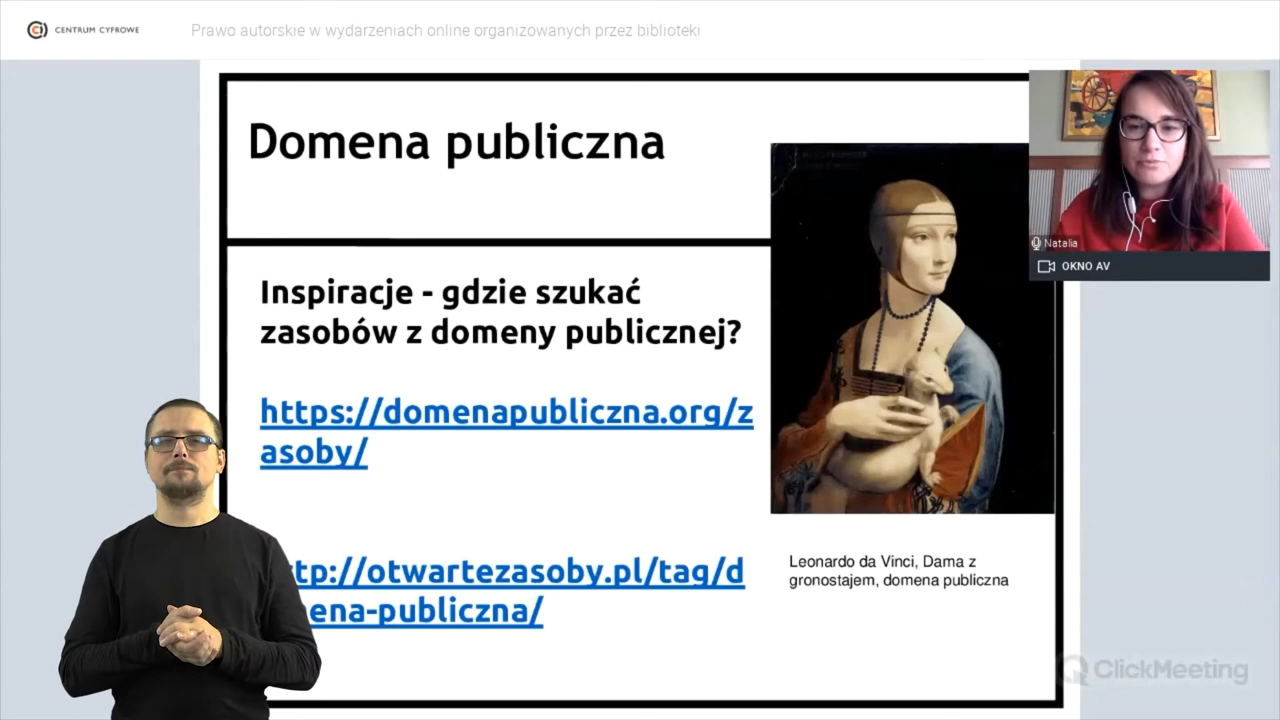 CENTRUM CYFROWE
Prawo autorskie w wydarzeniach online organizowanych przez biblioteki
Domena publiczna
Natalia
OKNO AV
Inspiracje - gdzie szukać
zasobów z domeny publicznej?
https://domenapubliczna.org/z
asoby/
tp://otwartezasoby.pl/tag/d
ena-publiczna/
Leonardo da Vinci, Dama z
gronostajem, domena publiczna
ClickMeeting